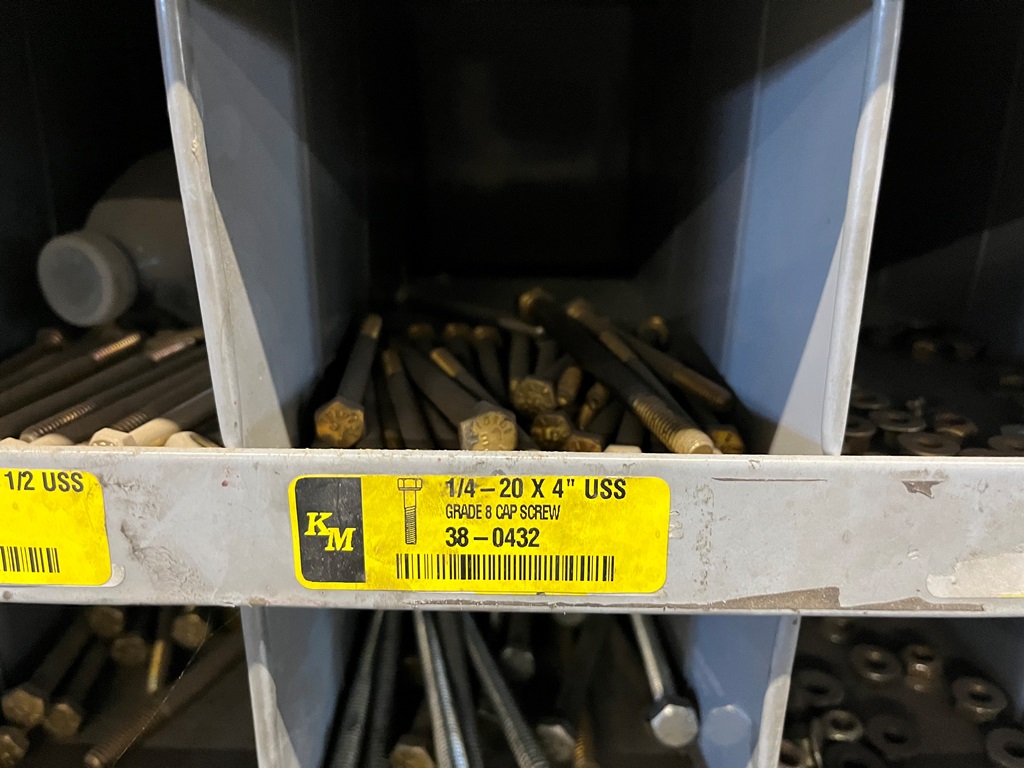 1/2 USS
KM
1/4-20 X 4" USS
GRADE 8 CAP SCREW
38-0432